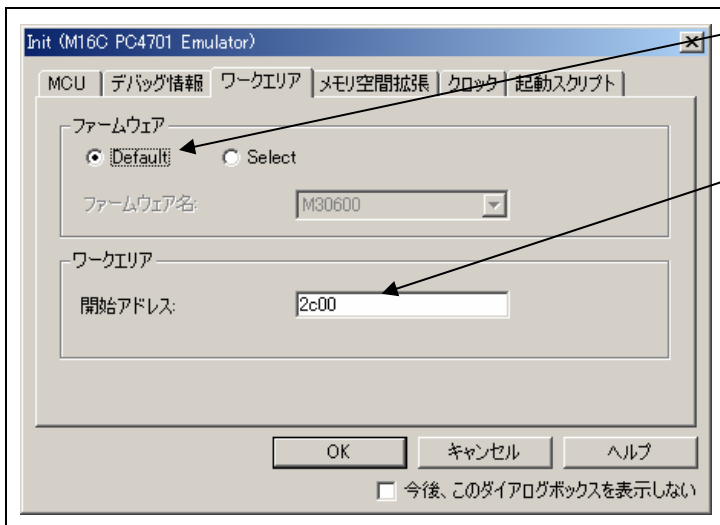 Init (M16C PC4701 Emulator)
MCU デバッグ情報 ワークエリア メモリ空間拡張 クロック 起動スクリプト
ファームウェア
Default Select
ファームウェア名: M30600
ワークエリア
開始アドレス: 2c00
OK キャンセル ヘルプ
今後、このダイアログボックスを表示しない